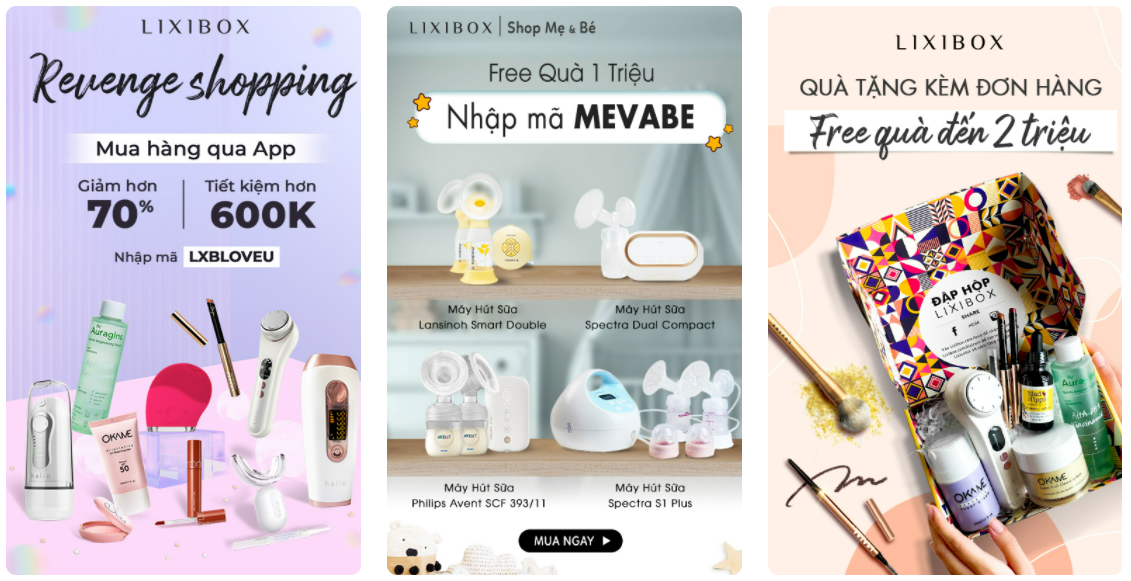 LIXIBOX
Revenge shopping
Mua hàng qua App
Giảm hơn
70%
Tiết kiệm hơn
600K
Nhập mã LXBLOVEU
Auragins
OKAME
50
halio
halio
LIXIBOX | Shop Mẹ & Bé
Free Quà 1 Triệu
Nhập mã MEVABE
Máy Hút Sữa
Lansinoh Smart Double
Máy Hút Sữa
Spectra Dual Compact
AVENT
AVENT
Máy Hút Sữa
Philips Avent SCF 393/11
Máy Hút Sữa
Spectra S1 Plus
MUA NGAY
LIXIBOX
QUÀ TẶNG KÈM ĐƠN HÀNG
Free quà đến 2 triệu
ĐẬP HỘP
LIXIBOX
SHARE
Auragins
OKAME
OKAME